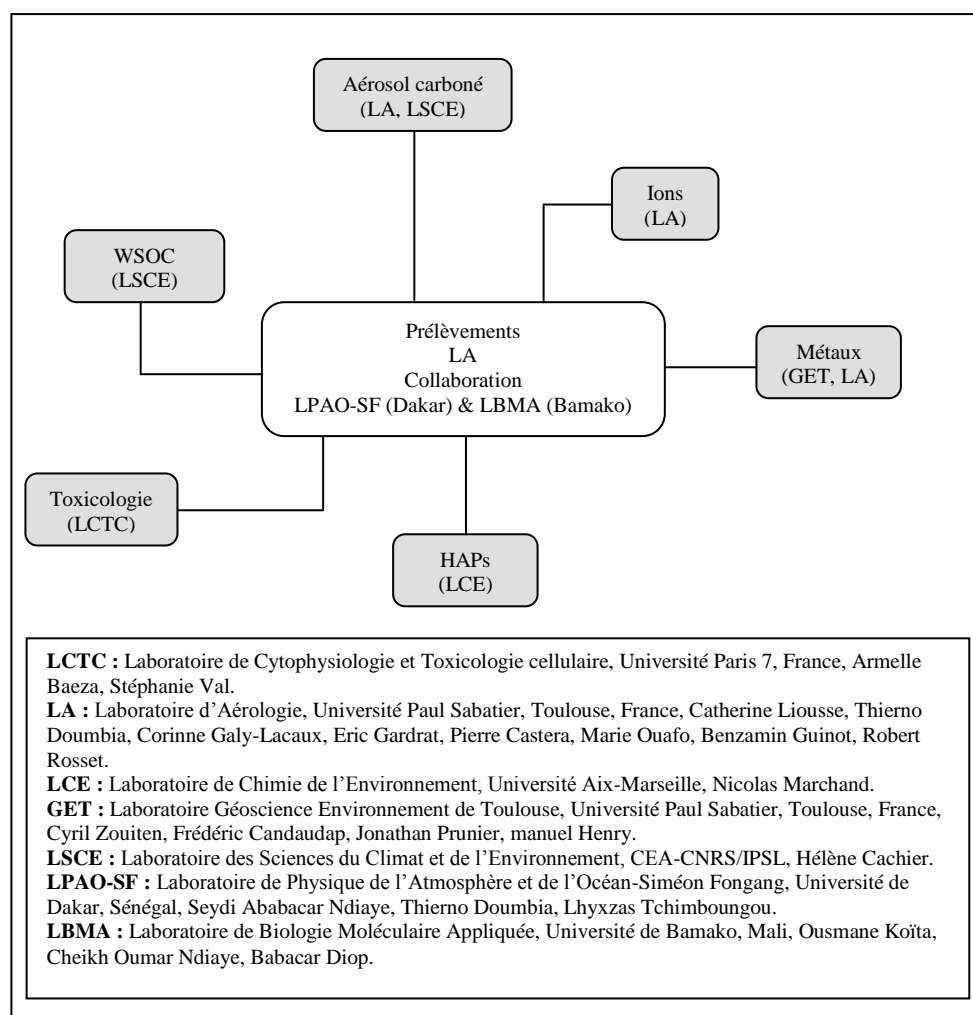 Aérosol carboné
(LA, LSCE)
Ions
(LA)
WSOC
(LSCE)
Prélèvements
LA
Collaboration
LPAO-SF (Dakar) & LBMA (Bamako)
Métaux
(GET, LA)
Toxicologie
(LCTC)
HAPs
(LCE)
LCTC : Laboratoire de Cytophysiologie et Toxicologie cellulaire, Université Paris 7, France, Armelle
Baeza, Stéphanie Val.
LA : Laboratoire d’Aérologie, Université Paul Sabatier, Toulouse, France, Catherine Liousse, Thierno
Doumbia, Corinne Galy-Lacaux, Eric Gardrat, Pierre Castera, Marie Ouafo, Benzamin Guinot, Robert
Rosset.
LCE : Laboratoire de Chimie de l’Environnement, Université Aix-Marseille, Nicolas Marchand.
GET : Laboratoire Géoscience Environnement de Toulouse, Université Paul Sabatier, Toulouse, France,
Cyril Zouiten, Frédéric Candaudap, Jonathan Prunier, manuel Henry.
LSCE : Laboratoire des Sciences du Climat et de l’Environnement, CEA-CNRS/IPSL, Hélène Cachier.
LPAO-SF : Laboratoire de Physique de l’Atmosphère et de l’Océan-Siméon Fongang, Université de
Dakar, Sénégal, Seydi Ababacar Ndiaye, Thierno Doumbia, Lhyxzas Tchimboungou.
LBMA : Laboratoire de Biologie Moléculaire Appliquée, Université de Bamako, Mali, Ousmane Koïta,
Cheikh Oumar Ndiaye, Babacar Diop.